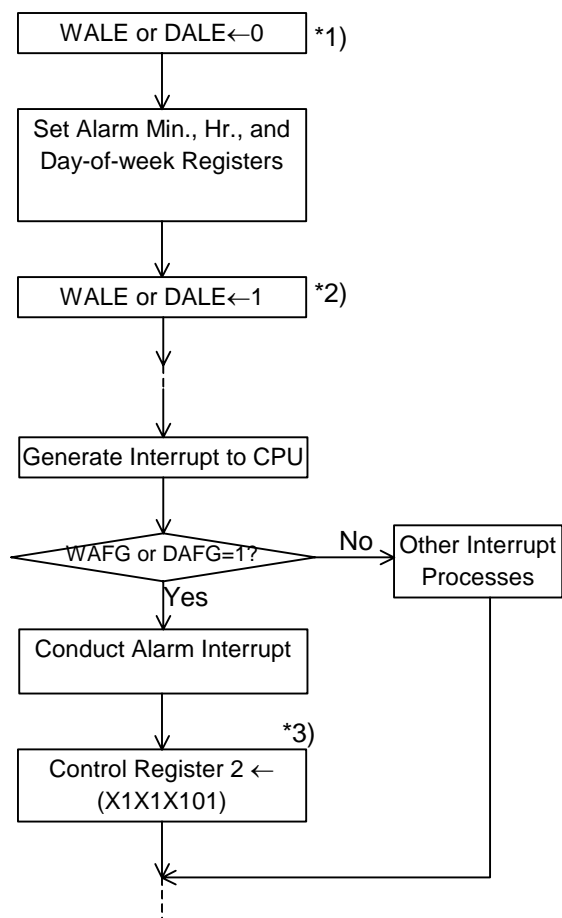 WALE or DALE←0
*1)
Set Alarm Min., Hr., and
Day-of-week Registers
WALE or DALE←1
*2)
Generate Interrupt to CPU
WAFG or DAFG=1?
No
Other Interrupt
Processes
Yes
Conduct Alarm Interrupt
*3)
Control Register 2 ←
(X1X1X101)